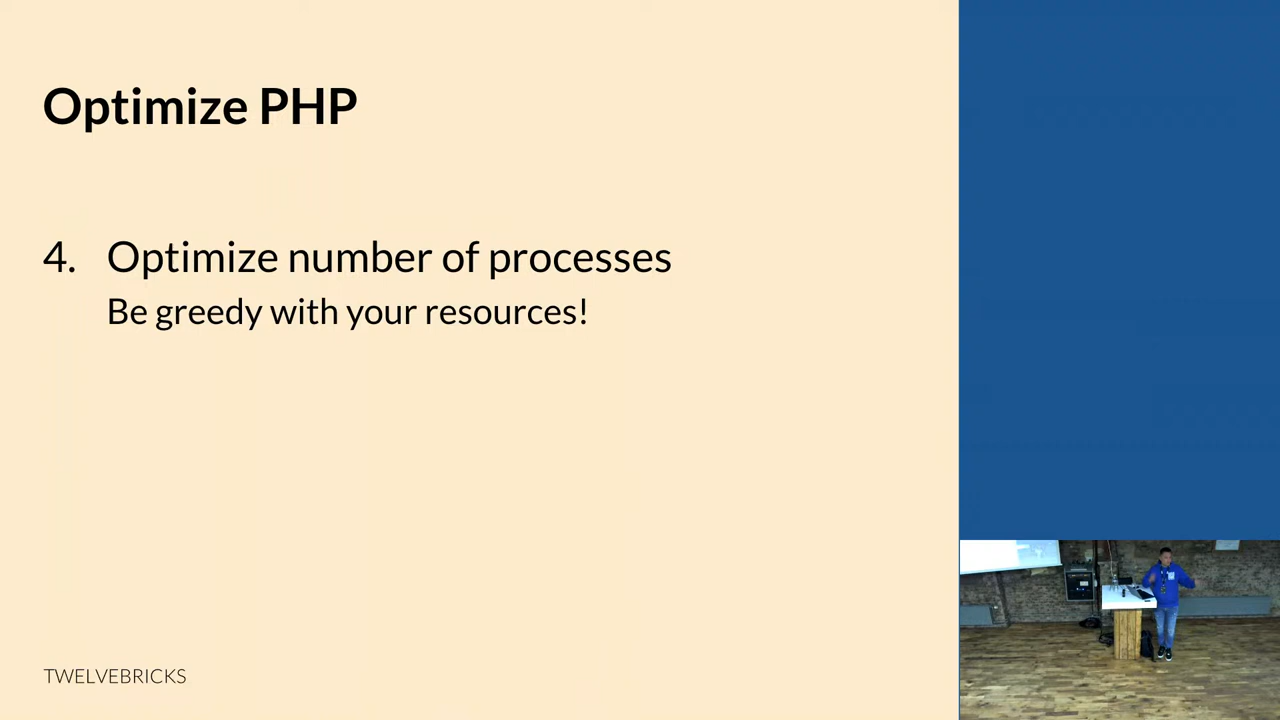 Optimize PHP
4. Optimize number of processes
Be greedy with your resources!
TWELVEBRICKS